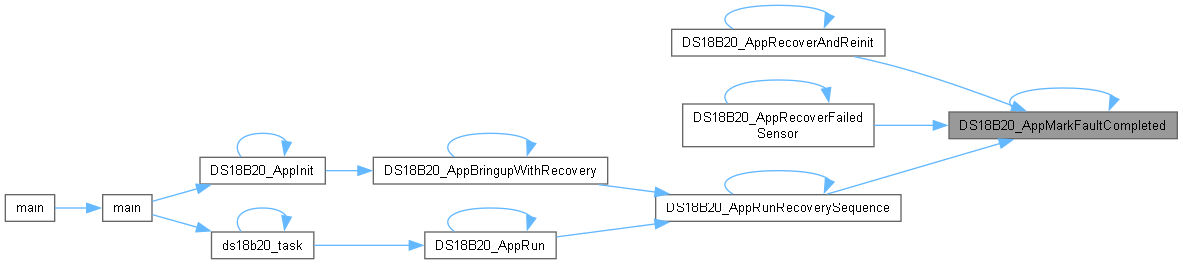 DS18B20_AppRecoverAndReinit
DS18B20_AppRecoverFailed
Sensor
DS18B20_AppMarkFaultCompleted
DS18B20_AppInit
DS18B20_AppBringupWithRecovery
main
main
DS18B20_AppRunRecoverySequence
ds18b20_task
DS18B20_AppRun